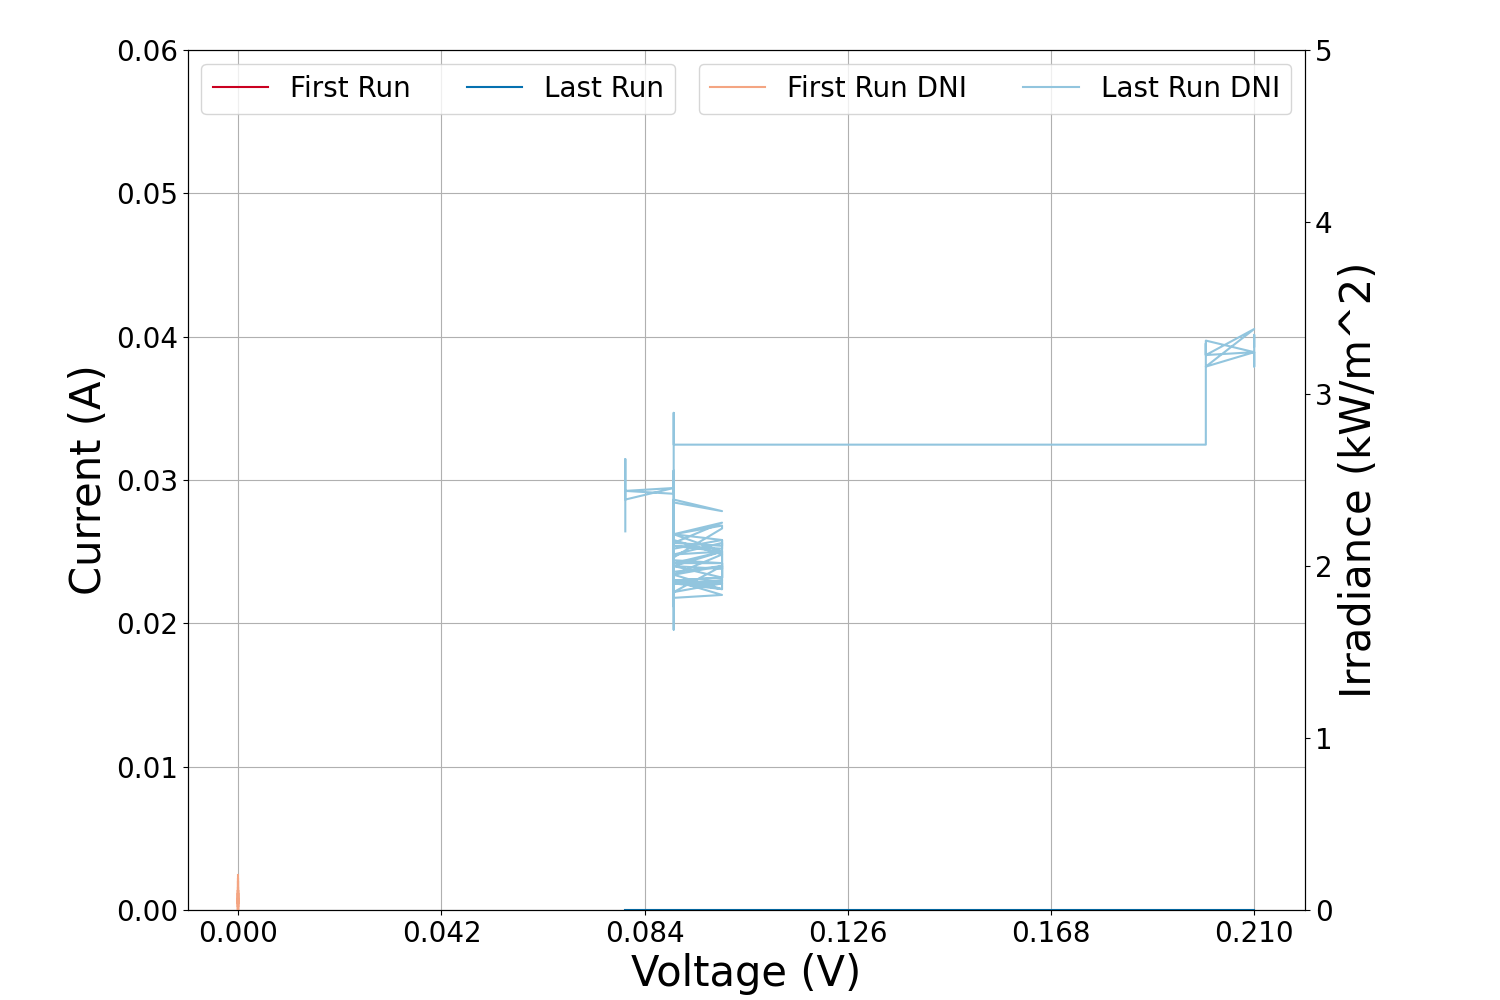 First Run
Last Run
First Run DNI
Last Run DNI
Current (A)
0.06
0.05
0.04
0.03
0.02
0.01
0.00
5
4
3
2
1
0
Irradiance (kW/m^2)
0.000
0.042
0.084
0.126
0.168
0.210
Voltage (V)